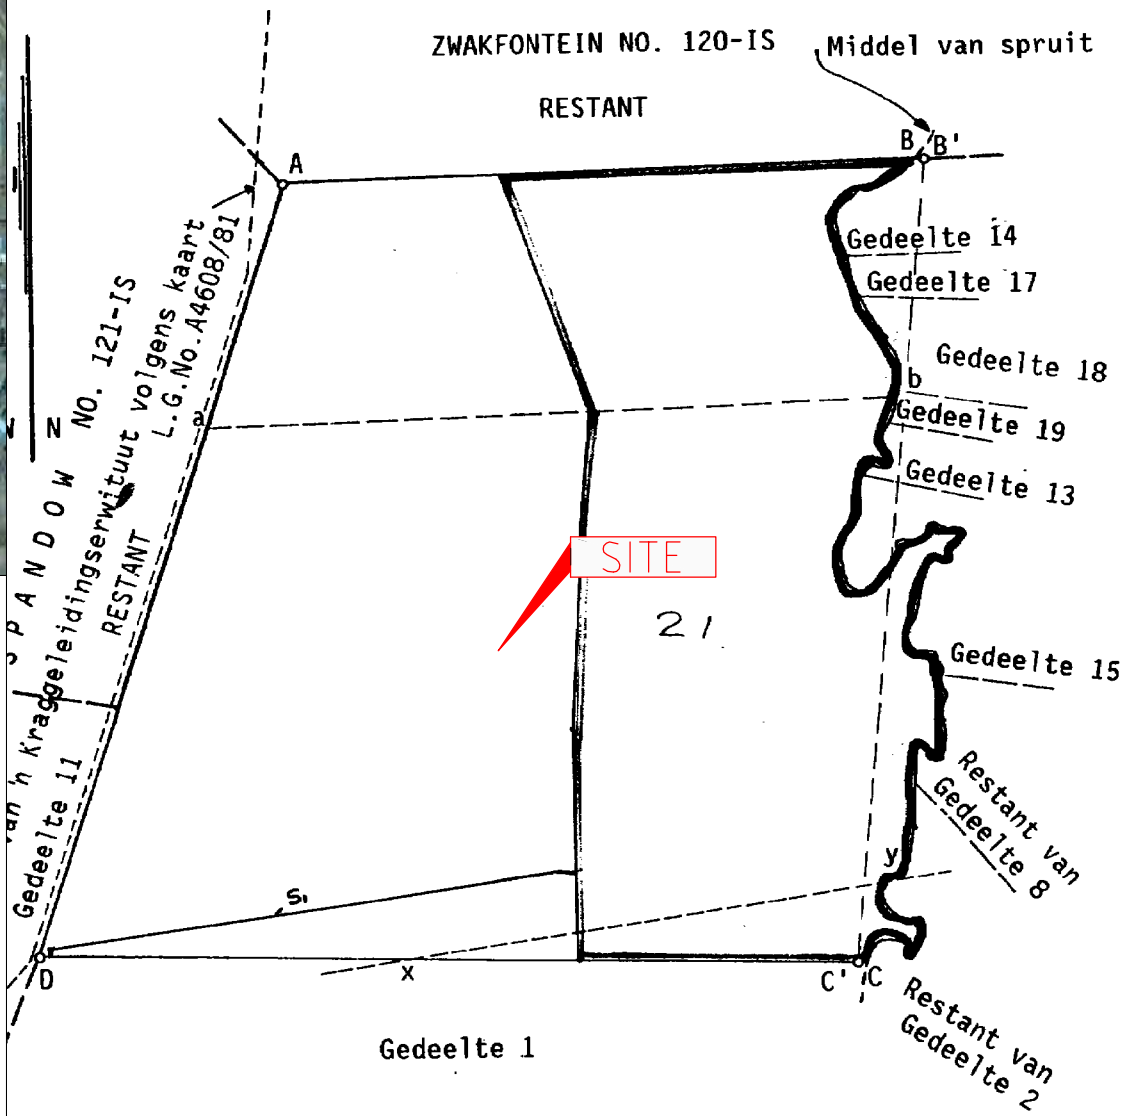 ZWAKFONTEIN NO. 120-IS
Middel van spruit
RESTANT
A
B
B'
Gedeelte 14
Gedeelte 17
Gedeelte 18
b
Gedeelte 19
Gedeelte 13
a
N
SPANDOW NO. 121-IS
van 'n Kraggeleidingserwituut volgens kaart
L.G.No.A4608/81
RESTANT
SITE
21
Gedeelte 15
Gedeelte 11
Restant van
Gedeelte 8
y
S1
D
x
C'
C
Restant van
Gedeelte 2
Gedeelte 1